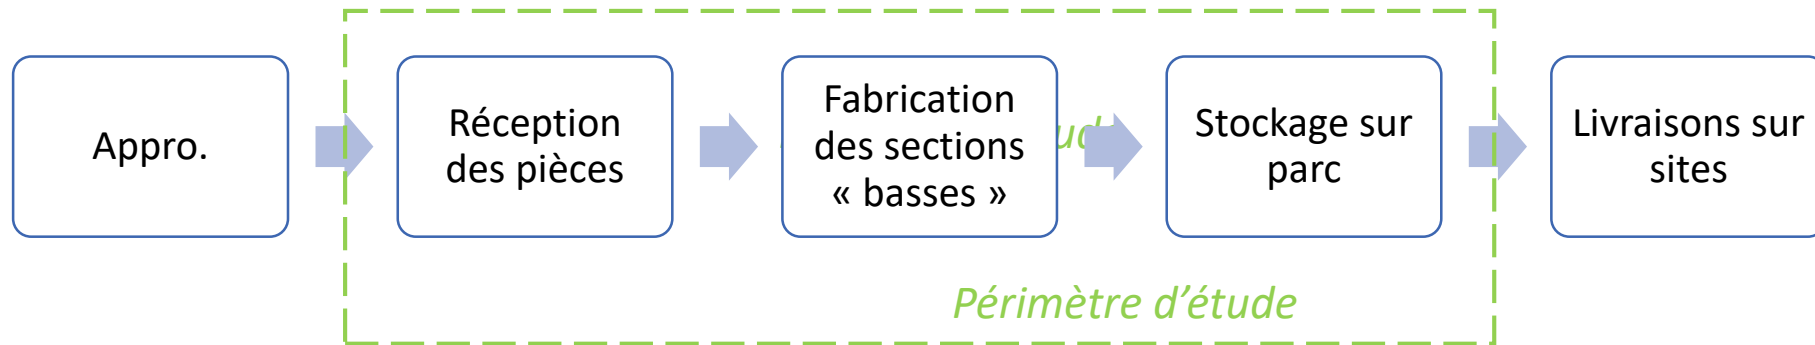 Appro.
Réception
des pièces
Fabrication
des sections
« basses »
Stockage sur
parc
Livraisons sur
sites
Périmètre d’étude